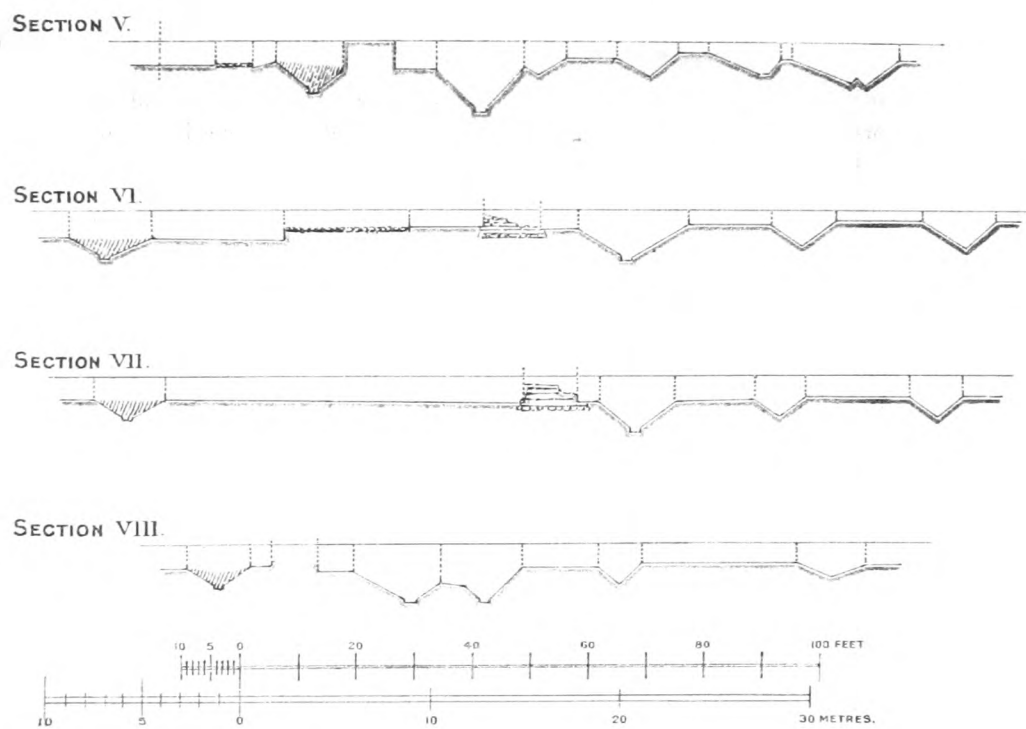 SECTION V.
SECTION VI.
SECTION VII.
SECTION VIII.
10 5 0 20 40 60 80 100 FEET
10 5 0 10 20 30 METRES.